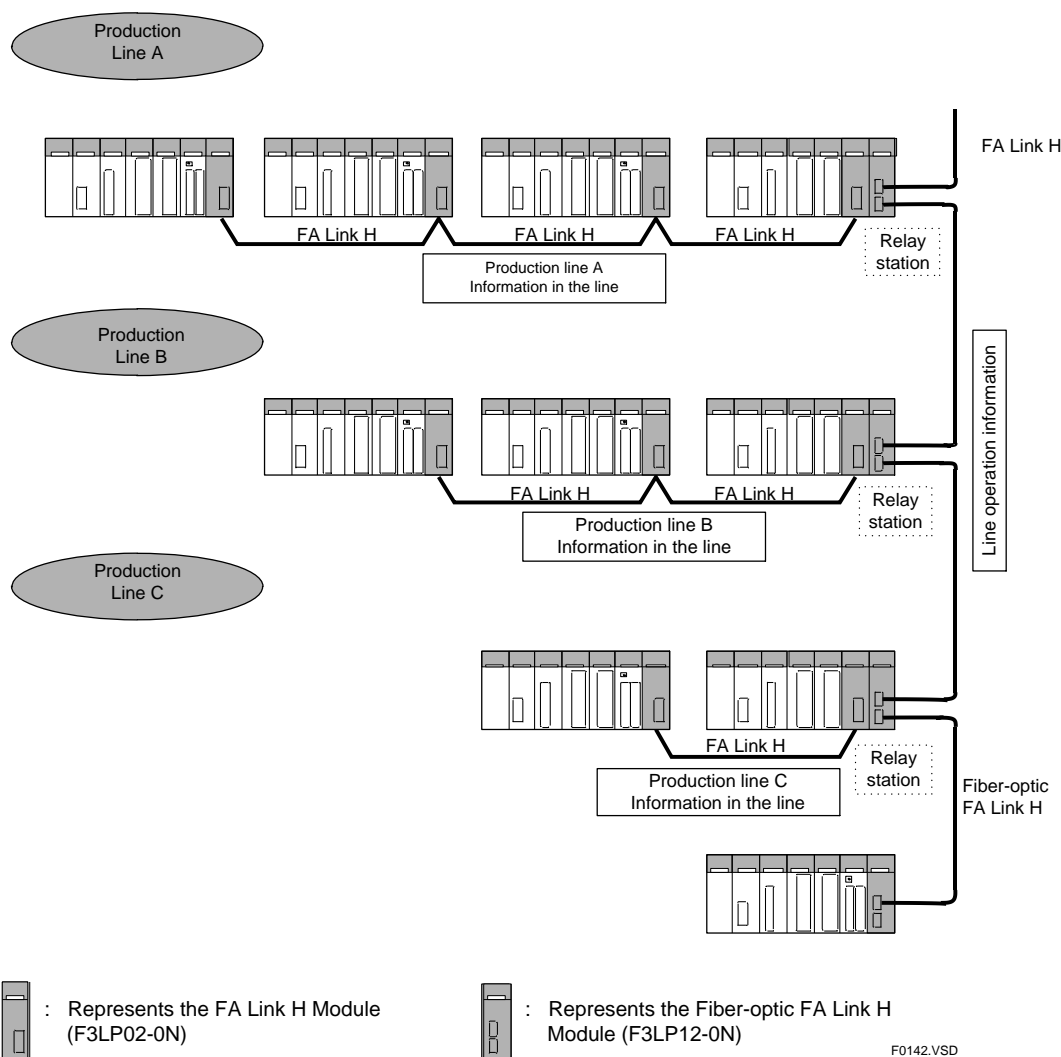 Production
Line A
FA Link H
FA Link H
FA Link H
FA Link H
Relay
station
Production line A
Information in the line
Production
Line B
Line operation information
FA Link H
FA Link H
Relay
station
Production line B
Information in the line
Production
Line C
FA Link H
Relay
station
Production line C
Information in the line
Fiber-optic
FA Link H
: Represents the FA Link H Module
(F3LP02-0N)
: Represents the Fiber-optic FA Link H
Module (F3LP12-0N)
F0142.VSD